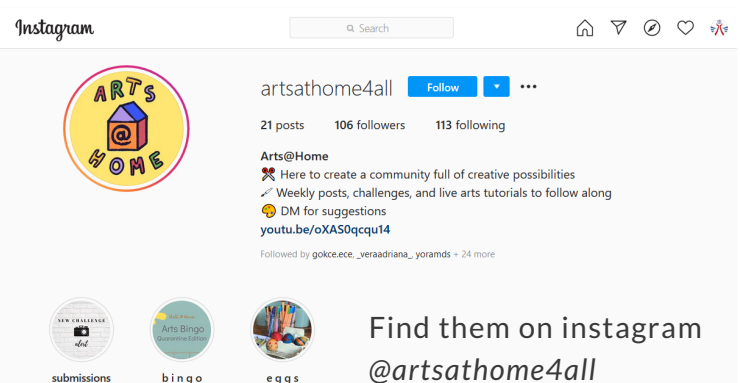 Instagram
Search
ARTS
@
HOME
artsathome4all
Follow
21 posts 106 followers 113 following
Arts@Home
Here to create a community full of creative possibilities
Weekly posts, challenges, and live arts tutorials to follow along
DM for suggestions
youtu.be/oXAS0qcqu14
Followed by gokce.ece, _veraadriana_, yoramds + 24 more
NEW CHALLENGE
alert
Arts Bingo
Quarantine Edition
submissions
bingo
eggs
Find them on instagram
@artsathome4all